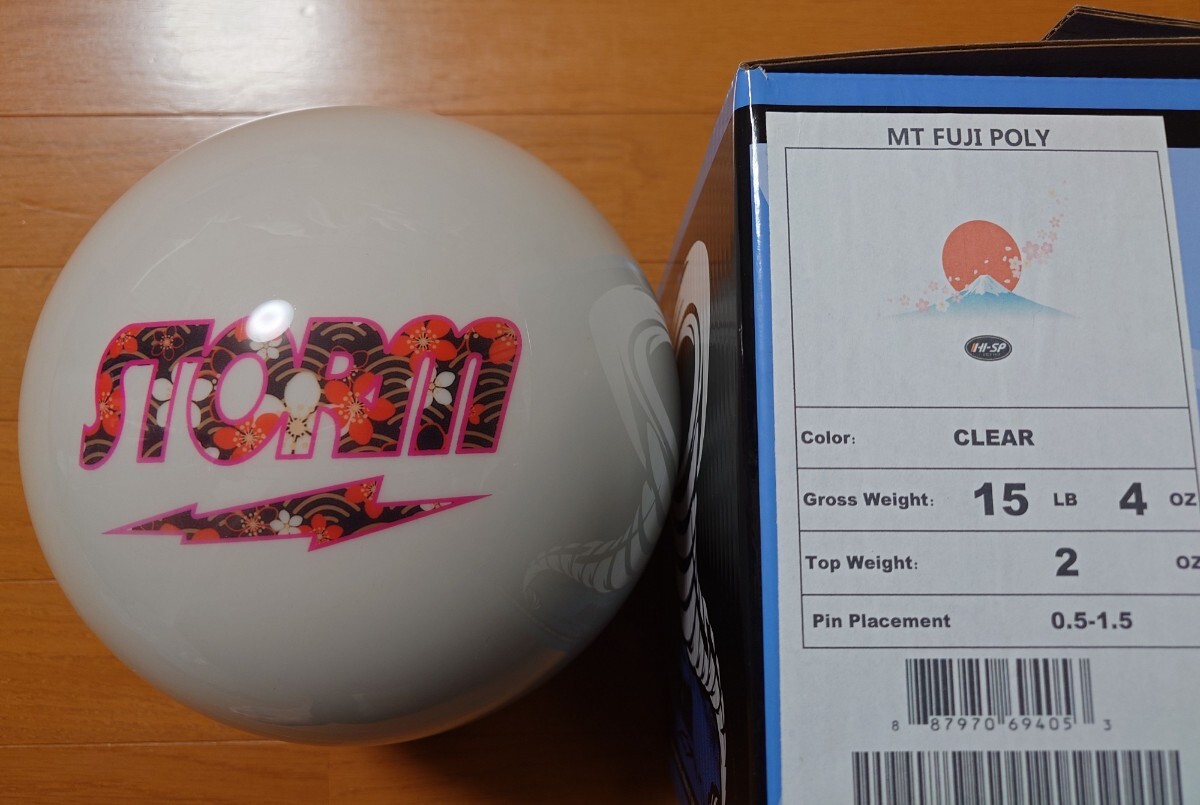 STORM
MT FUJI POLY
HI-SP
Color: CLEAR
Gross Weight: 15 LB 4 OZ
Top Weight: 2 OZ
Pin Placement 0.5-1.5
8 87970 69405 3